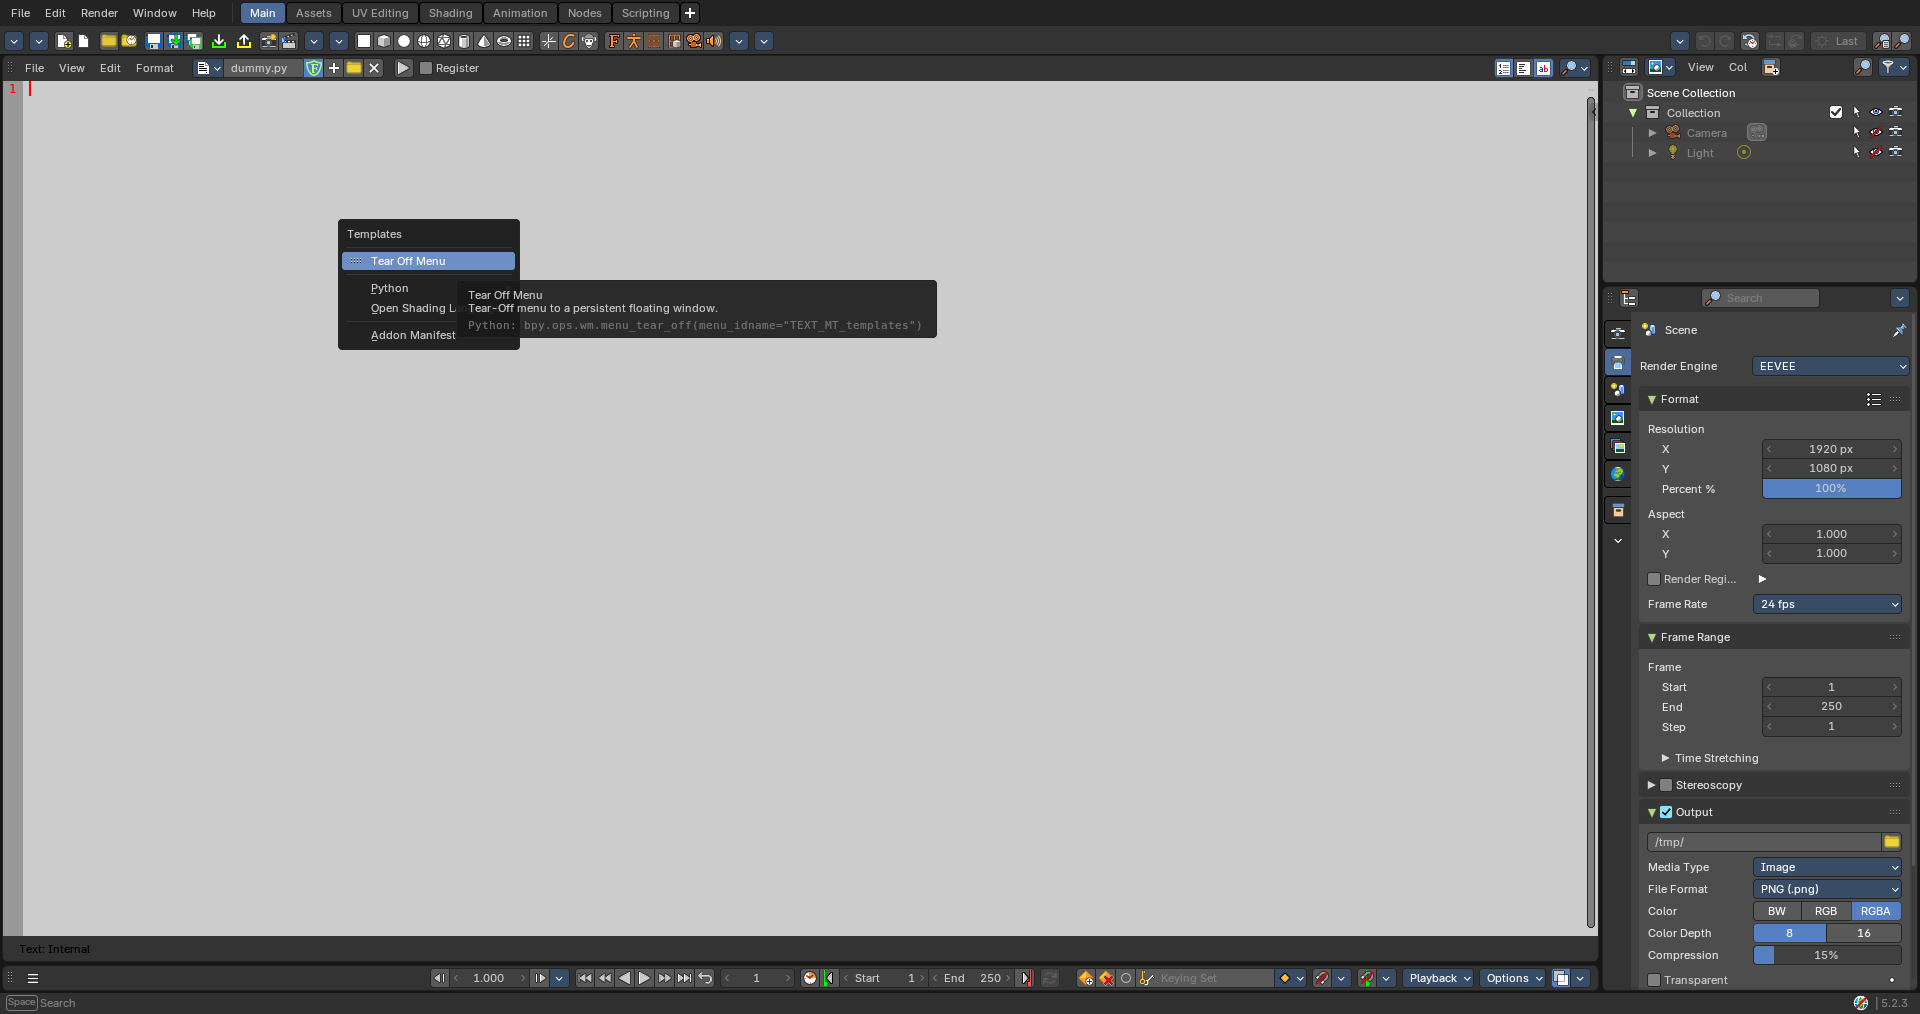 File Edit Render Window Help Main Assets UV Editing Shading Animation Nodes Scripting
Last
File View Edit Format dummy.py Register
View Col
1
Scene Collection
Collection
Camera
Light
Templates
Tear Off Menu
Python
Open Shading L
Addon Manifest
Tear Off Menu
Tear-Off menu to a persistent floating window.
Python: bpy.ops.wm.menu_tear_off(menu_idname="TEXT_MT_templates")
Search
Scene
Render Engine EEVEE
Format
Resolution
X 1920 px
Y 1080 px
Percent % 100%
Aspect
X 1.000
Y 1.000
Render Regi...
Frame Rate 24 fps
Frame Range
Frame
Start 1
End 250
Step 1
Time Stretching
Stereoscopy
Output
/tmp/
Media Type Image
File Format PNG (.png)
Color BW RGB RGBA
Color Depth 8 16
Compression 15%
Transparent
Text: Internal
1.000 1 Start 1 End 250 Keying Set Playback Options
Space Search
5.2.3